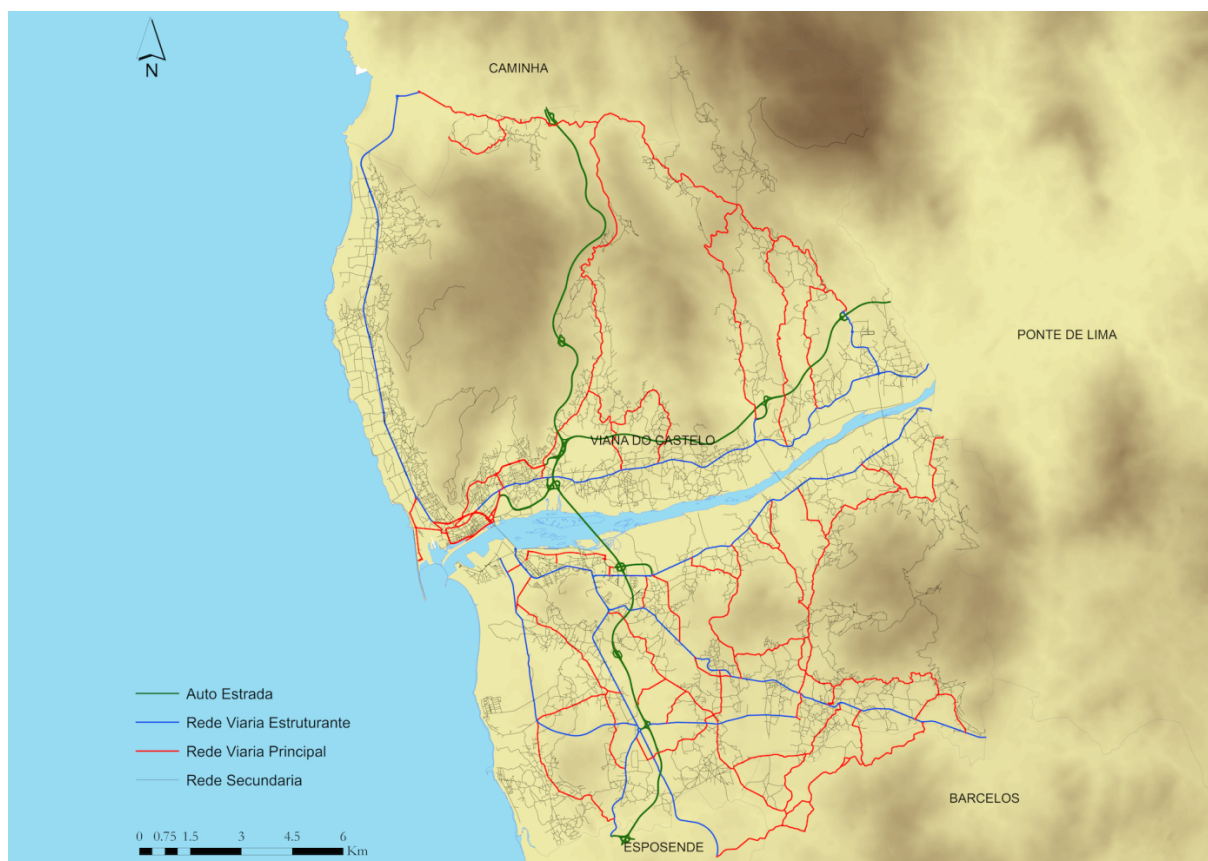 CAMINHA
N
PONTE DE LIMA
VIANA DO CASTELO
Auto Estrada
Rede Viaria Estruturante
Rede Viaria Principal
Rede Secundaria
BARCELOS
0 0.75 1.5 3 4.5 6
Km
ESPOSENDE